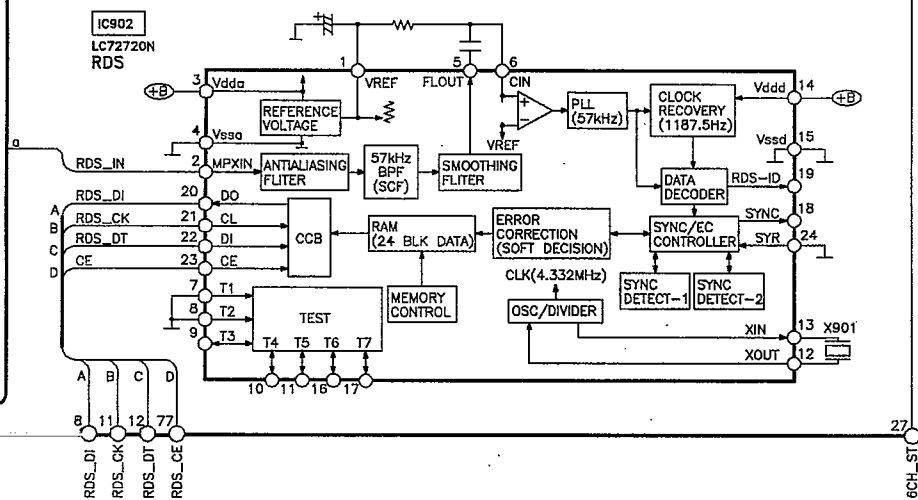 IC902
LC72720N
RDS
1
VREF
5
FLOUT
6
CIN
+B
3
Vdda
REFERENCE
VOLTAGE
4
Vssa
a
RDS_IN
2
MPXIN
ANTIALIASING
FLITER
57kHz
BPF
(SCF)
SMOOTHING
FLITER
+
−
VREF
PLL
(57kHz)
CLOCK
RECOVERY
(1187.5Hz)
Vddd
14
+B
Vssd
15
19
RDS-ID
DATA
DECODER
A
RDS_DI
20
DO
B
RDS_CK
21
CL
C
RDS_DT
22
DI
D
CE
23
CE
CCB
RAM
(24 BLK DATA)
ERROR
CORRECTION
(SOFT DECISION)
SYNC/EC
CONTROLLER
SYNC
18
SYR
24
CLK(4.332MHz)
SYNC
DETECT-1
SYNC
DETECT-2
MEMORY
CONTROL
OSC/DIVIDER
7
T1
8
T2
9
T3
TEST
T4
T5
T6
T7
10
11
16
17
XIN
13
X901
XOUT
12
A
B
C
D
8
11
12
77
RDS_DI
RDS_CK
RDS_DT
RDS_CE
27
6CH_ST